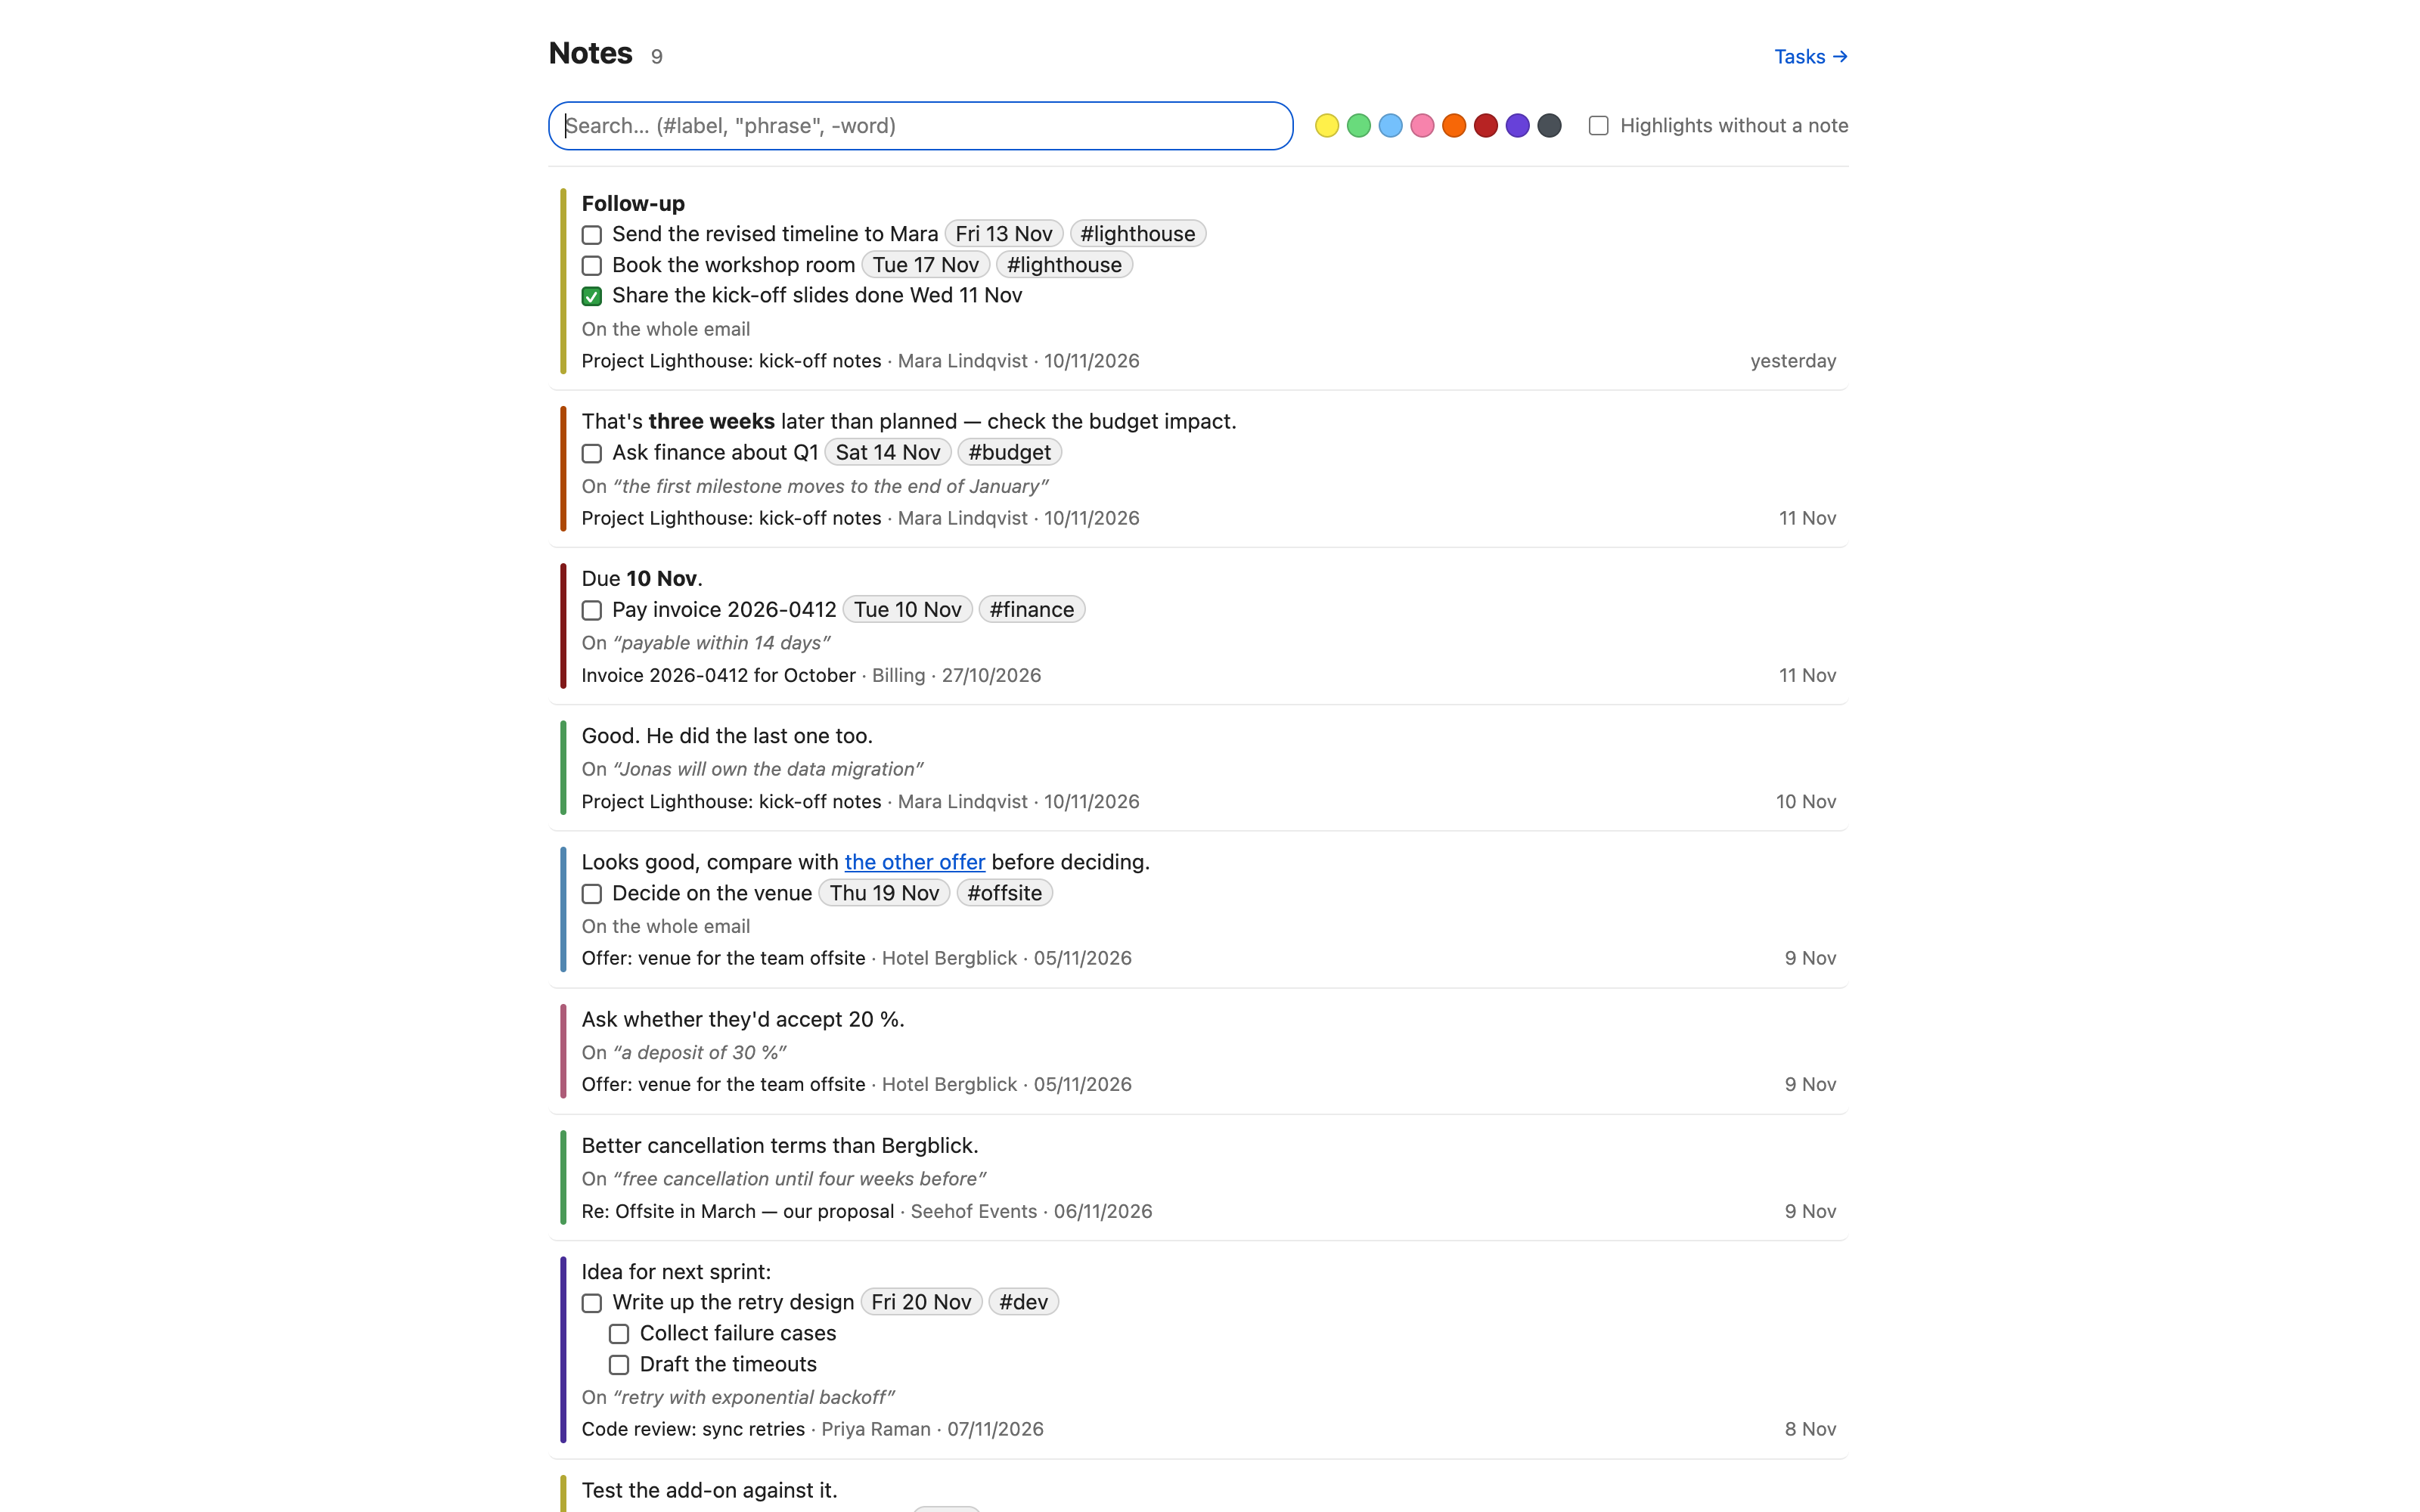 Notes 9
Tasks →
Search... (#label, "phrase", -word)
Highlights without a note
Follow-up
Send the revised timeline to Mara Fri 13 Nov #lighthouse
Book the workshop room Tue 17 Nov #lighthouse
Share the kick-off slides done Wed 11 Nov
On the whole email
Project Lighthouse: kick-off notes · Mara Lindqvist · 10/11/2026
yesterday
That's three weeks later than planned — check the budget impact.
Ask finance about Q1 Sat 14 Nov #budget
On “the first milestone moves to the end of January”
Project Lighthouse: kick-off notes · Mara Lindqvist · 10/11/2026
11 Nov
Due 10 Nov.
Pay invoice 2026-0412 Tue 10 Nov #finance
On “payable within 14 days”
Invoice 2026-0412 for October · Billing · 27/10/2026
11 Nov
Good. He did the last one too.
On “Jonas will own the data migration”
Project Lighthouse: kick-off notes · Mara Lindqvist · 10/11/2026
10 Nov
Looks good, compare with the other offer before deciding.
Decide on the venue Thu 19 Nov #offsite
On the whole email
Offer: venue for the team offsite · Hotel Bergblick · 05/11/2026
9 Nov
Ask whether they'd accept 20 %.
On “a deposit of 30 %”
Offer: venue for the team offsite · Hotel Bergblick · 05/11/2026
9 Nov
Better cancellation terms than Bergblick.
On “free cancellation until four weeks before”
Re: Offsite in March — our proposal · Seehof Events · 06/11/2026
9 Nov
Idea for next sprint:
Write up the retry design Fri 20 Nov #dev
Collect failure cases
Draft the timeouts
On “retry with exponential backoff”
Code review: sync retries · Priya Raman · 07/11/2026
8 Nov
Test the add-on against it.